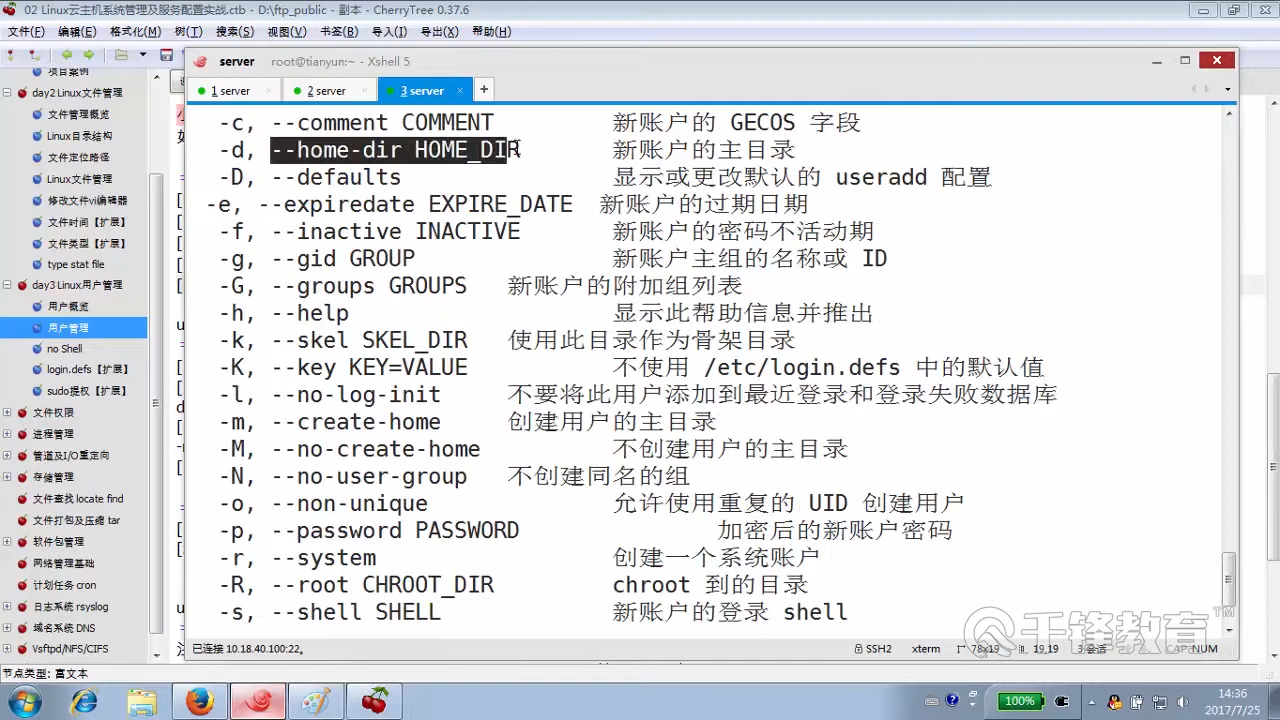 02 Linux云主机系统管理及服务配置实战.ctb - D:\ftp_public - 副本 - CherryTree 0.37.6
文件(F) 编辑(E) 格式化(M) 树(T) 搜索(S) 视图(V) 书签(B) 导入(I) 导出(X) 帮助(H)
项目案例
day2 Linux文件管理
文件管理概览
Linux目录结构
文件定位路径
Linux文件管理
修改文件vi编辑器
文件时间【扩展】
文件类型【扩展】
type stat file
day3 Linux用户管理
用户概览
用户管理
no Shell
login.defs【扩展】
sudo提权【扩展】
文件权限
进程管理
管道及I/O重定向
存储管理
文件查找 locate find
文件打包及压缩 tar
软件包管理
网络管理基础
计划任务 cron
日志系统 rsyslog
域名系统 DNS
Vsftpd/NFS/CIFS
节点类型: 富文本
server root@tianyun:~ - Xshell 5
1 server 2 server 3 server +
-c, --comment COMMENT 新账户的 GECOS 字段
-d, --home-dir HOME_DIR 新账户的主目录
-D, --defaults 显示或更改默认的 useradd 配置
-e, --expiredate EXPIRE_DATE 新账户的过期日期
-f, --inactive INACTIVE 新账户的密码不活动期
-g, --gid GROUP 新账户主组的名称或 ID
-G, --groups GROUPS 新账户的附加组列表
-h, --help 显示此帮助信息并推出
-k, --skel SKEL_DIR 使用此目录作为骨架目录
-K, --key KEY=VALUE 不使用 /etc/login.defs 中的默认值
-l, --no-log-init 不要将此用户添加到最近登录和登录失败数据库
-m, --create-home 创建用户的主目录
-M, --no-create-home 不创建用户的主目录
-N, --no-user-group 不创建同名的组
-o, --non-unique 允许使用重复的 UID 创建用户
-p, --password PASSWORD 加密后的新账户密码
-r, --system 创建一个系统账户
-R, --root CHROOT_DIR chroot 到的目录
-s, --shell SHELL 新账户的登录 shell
千锋教育 TM
已连接 10.18.40.100:22。 SSH2 xterm 78x19 19,19 3 会话 CAP NUM
100%
14:36
2017/7/25